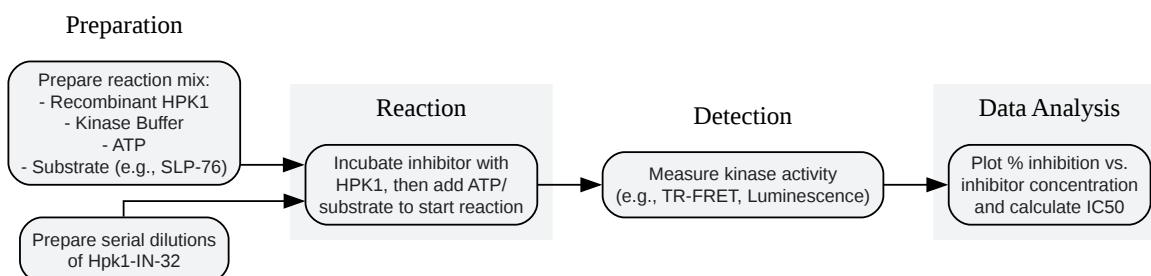 Preparation
Prepare reaction mix:
- Recombinant HPK1
- Kinase Buffer
- ATP
- Substrate (e.g., SLP-76)
Prepare serial dilutions
of Hpk1-IN-32
Reaction
Incubate inhibitor with
HPK1, then add ATP/
substrate to start reaction
Detection
Measure kinase activity
(e.g., TR-FRET, Luminescence)
Data Analysis
Plot % inhibition vs.
inhibitor concentration
and calculate IC50